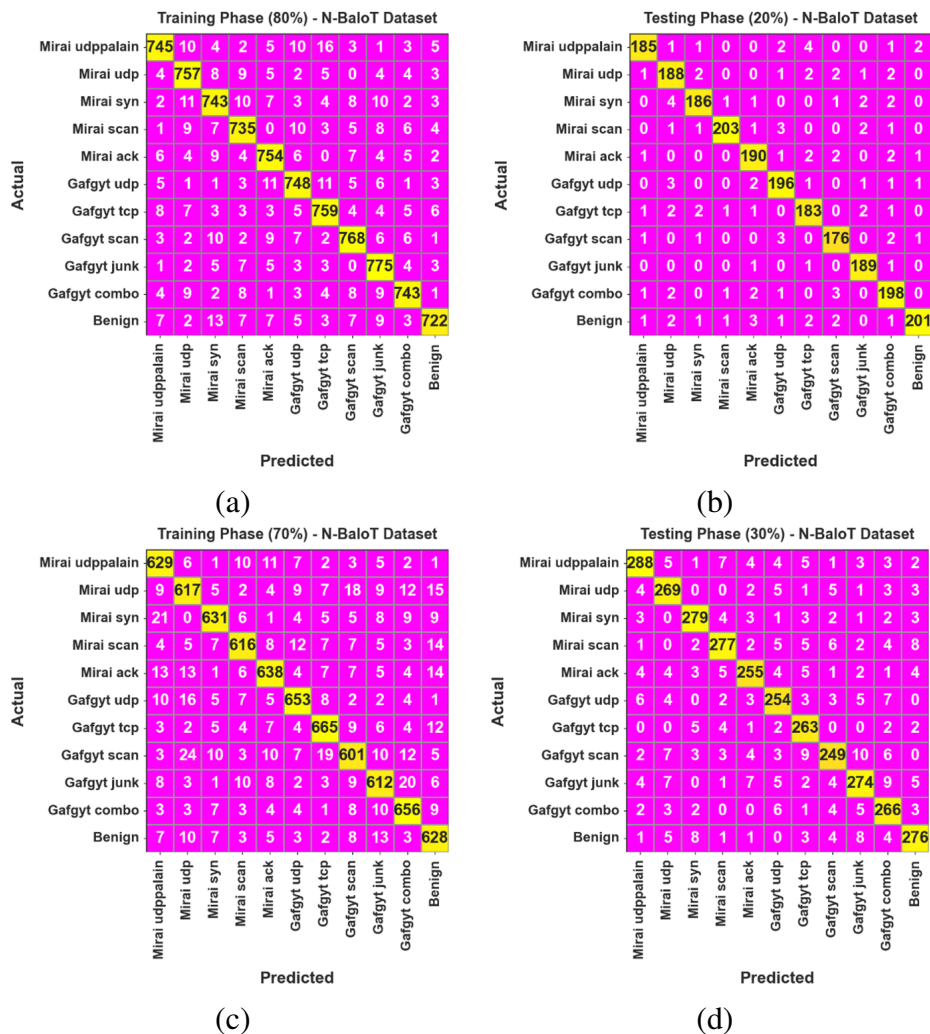 Training Phase (80%) - N-BaIoT Dataset
Mirai udppalain 745 10 4 2 5 10 16 3 1 3 5
Mirai udp 4 757 8 9 5 2 5 0 4 4 3
Mirai syn 2 11 743 10 7 3 4 8 10 2 3
Mirai scan 1 9 7 735 0 10 3 5 8 6 4
Mirai ack 6 4 9 4 754 6 0 7 4 5 2
Gafgyt udp 5 1 1 3 11 748 11 5 6 1 3
Gafgyt tcp 8 7 3 3 3 5 759 4 4 5 6
Gafgyt scan 3 2 10 2 9 7 2 768 6 6 1
Gafgyt junk 1 2 5 7 5 3 3 0 775 4 3
Gafgyt combo 4 9 2 8 1 3 4 8 9 743 1
Benign 7 2 13 7 7 5 3 7 9 3 722
Actual
Mirai udppalain
Mirai udp
Mirai syn
Mirai scan
Mirai ack
Gafgyt udp
Gafgyt tcp
Gafgyt scan
Gafgyt junk
Gafgyt combo
Benign
Predicted
(a)
Testing Phase (20%) - N-BaIoT Dataset
Mirai udppalain 185 1 1 0 0 2 4 0 0 1 2
Mirai udp 1 188 2 0 1 2 2 1 2 0 0
Mirai syn 0 4 186 1 1 0 0 1 2 2 0
Mirai scan 0 1 1 203 1 3 0 0 1 0 0
Mirai ack 1 0 0 0 190 1 2 2 0 2 1
Gafgyt udp 0 3 0 0 2 196 1 0 1 1 1
Gafgyt tcp 1 2 2 1 1 0 183 0 2 1 0
Gafgyt scan 1 0 1 0 0 3 0 176 0 2 1
Gafgyt junk 0 0 0 0 1 0 1 0 189 1 0
Gafgyt combo 1 2 0 1 2 1 0 3 0 198 0
Benign 1 2 1 1 3 1 2 2 0 1 201
Actual
Mirai udppalain
Mirai udp
Mirai syn
Mirai scan
Mirai ack
Gafgyt udp
Gafgyt tcp
Gafgyt scan
Gafgyt junk
Gafgyt combo
Benign
Predicted
(b)
Training Phase (70%) - N-BaIoT Dataset
Mirai udppalain 629 6 1 10 11 7 2 3 5 2 1
Mirai udp 9 617 5 2 4 9 7 18 9 12 15
Mirai syn 21 0 631 6 1 4 5 5 8 9 9
Mirai scan 4 5 7 616 8 12 7 7 5 3 14
Mirai ack 13 13 1 6 638 7 7 7 5 4 14
Gafgyt udp 10 16 5 7 5 653 8 2 2 4 1
Gafgyt tcp 3 2 5 4 7 4 665 9 6 4 12
Gafgyt scan 3 24 10 3 10 7 19 601 10 12 5
Gafgyt junk 8 3 1 10 8 2 3 9 612 20 6
Gafgyt combo 3 3 7 3 4 4 1 8 10 656 9
Benign 7 10 7 3 5 3 2 8 13 3 628
Actual
Mirai udppalain
Mirai udp
Mirai syn
Mirai scan
Mirai ack
Gafgyt udp
Gafgyt tcp
Gafgyt scan
Gafgyt junk
Gafgyt combo
Benign
Predicted
(c)
Testing Phase (30%) - N-BaIoT Dataset
Mirai udppalain 288 5 1 7 4 4 5 1 3 3 2
Mirai udp 4 269 0 0 2 5 1 5 1 3 3
Mirai syn 3 0 279 4 3 1 3 2 1 2 3
Mirai scan 1 0 2 277 2 5 5 6 2 4 8
Mirai ack 4 4 3 5 255 4 5 1 2 1 4
Gafgyt udp 6 4 0 2 3 254 3 3 5 7 0
Gafgyt tcp 0 0 5 4 1 2 263 0 0 2 2
Gafgyt scan 2 7 3 3 4 3 9 249 10 6 0
Gafgyt junk 4 7 0 1 7 5 2 4 274 9 5
Gafgyt combo 2 3 2 0 0 6 1 4 5 266 3
Benign 1 5 8 1 1 0 3 4 8 4 276
Actual
Mirai udppalain
Mirai udp
Mirai syn
Mirai scan
Mirai ack
Gafgyt udp
Gafgyt tcp
Gafgyt scan
Gafgyt junk
Gafgyt combo
Benign
Predicted
(d)